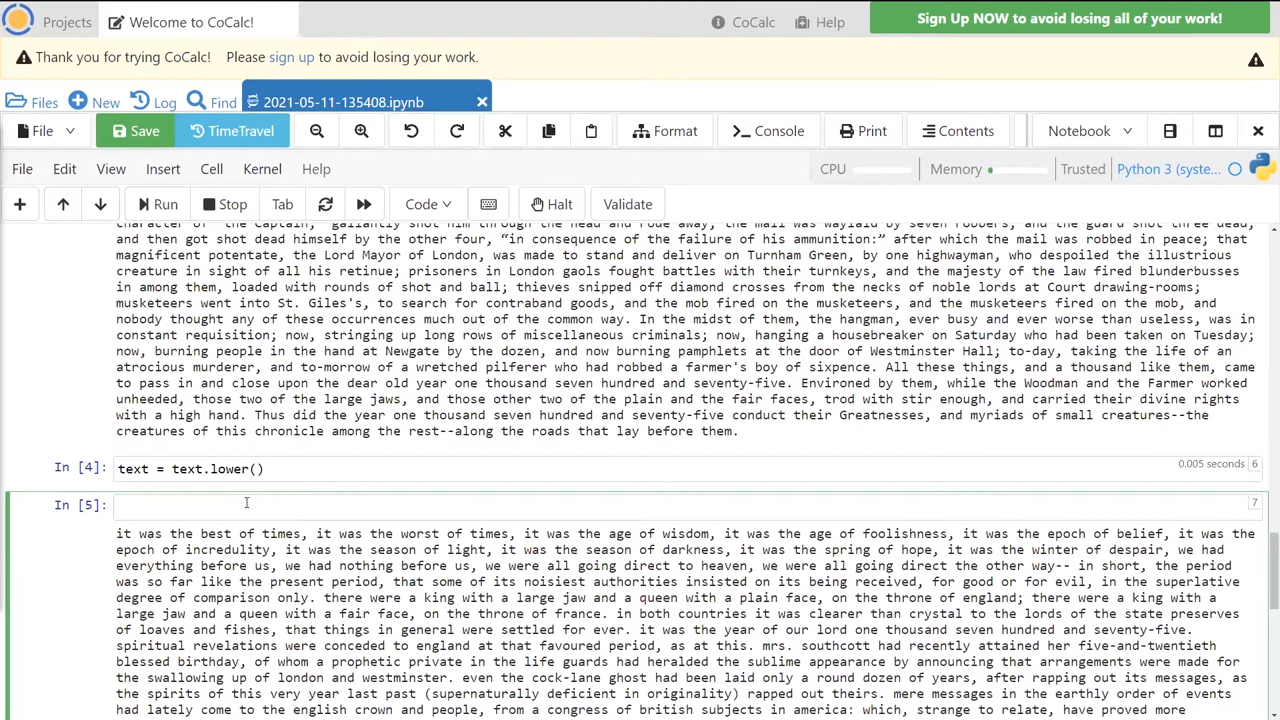 Projects
Welcome to CoCalc!
CoCalc
Help
Sign Up NOW to avoid losing all of your work!
Thank you for trying CoCalc! Please sign up to avoid losing your work.
Files
New
Log
Find
2021-05-11-135408.ipynb
File
Save
TimeTravel
Format
Console
Print
Contents
Notebook
File
Edit
View
Insert
Cell
Kernel
Help
CPU
Memory
Trusted
Python 3 (syste...
Run
Stop
Tab
Code
Halt
Validate
character of "the Captain," gallantly shot him through the head and rode away; the mail was waylaid by seven robbers, and the guard shot three dead,
and then got shot dead himself by the other four, “in consequence of the failure of his ammunition:” after which the mail was robbed in peace; that
magnificent potentate, the Lord Mayor of London, was made to stand and deliver on Turnham Green, by one highwayman, who despoiled the illustrious
creature in sight of all his retinue; prisoners in London gaols fought battles with their turnkeys, and the majesty of the law fired blunderbusses
in among them, loaded with rounds of shot and ball; thieves snipped off diamond crosses from the necks of noble lords at Court drawing-rooms;
musketeers went into St. Giles's, to search for contraband goods, and the mob fired on the musketeers, and the musketeers fired on the mob, and
nobody thought any of these occurrences much out of the common way. In the midst of them, the hangman, ever busy and ever worse than useless, was in
constant requisition; now, stringing up long rows of miscellaneous criminals; now, hanging a housebreaker on Saturday who had been taken on Tuesday;
now, burning people in the hand at Newgate by the dozen, and now burning pamphlets at the door of Westminster Hall; to-day, taking the life of an
atrocious murderer, and to-morrow of a wretched pilferer who had robbed a farmer's boy of sixpence. All these things, and a thousand like them, came
to pass in and close upon the dear old year one thousand seven hundred and seventy-five. Environed by them, while the Woodman and the Farmer worked
unheeded, those two of the large jaws, and those other two of the plain and the fair faces, trod with stir enough, and carried their divine rights
with a high hand. Thus did the year one thousand seven hundred and seventy-five conduct their Greatnesses, and myriads of small creatures--the
creatures of this chronicle among the rest--along the roads that lay before them.
In [4]: text = text.lower()
0.005 seconds 6
In [5]:
7
it was the best of times, it was the worst of times, it was the age of wisdom, it was the age of foolishness, it was the epoch of belief, it was the
epoch of incredulity, it was the season of light, it was the season of darkness, it was the spring of hope, it was the winter of despair, we had
everything before us, we had nothing before us, we were all going direct to heaven, we were all going direct the other way-- in short, the period
was so far like the present period, that some of its noisiest authorities insisted on its being received, for good or for evil, in the superlative
degree of comparison only. there were a king with a large jaw and a queen with a plain face, on the throne of england; there were a king with a
large jaw and a queen with a fair face, on the throne of france. in both countries it was clearer than crystal to the lords of the state preserves
of loaves and fishes, that things in general were settled for ever. it was the year of our lord one thousand seven hundred and seventy-five.
spiritual revelations were conceded to england at that favoured period, as at this. mrs. southcott had recently attained her five-and-twentieth
blessed birthday, of whom a prophetic private in the life guards had heralded the sublime appearance by announcing that arrangements were made for
the swallowing up of london and westminster. even the cock-lane ghost had been laid only a round dozen of years, after rapping out its messages, as
the spirits of this very year last past (supernaturally deficient in originality) rapped out theirs. mere messages in the earthly order of events
had lately come to the english crown and people, from a congress of british subjects in america: which, strange to relate, have proved more